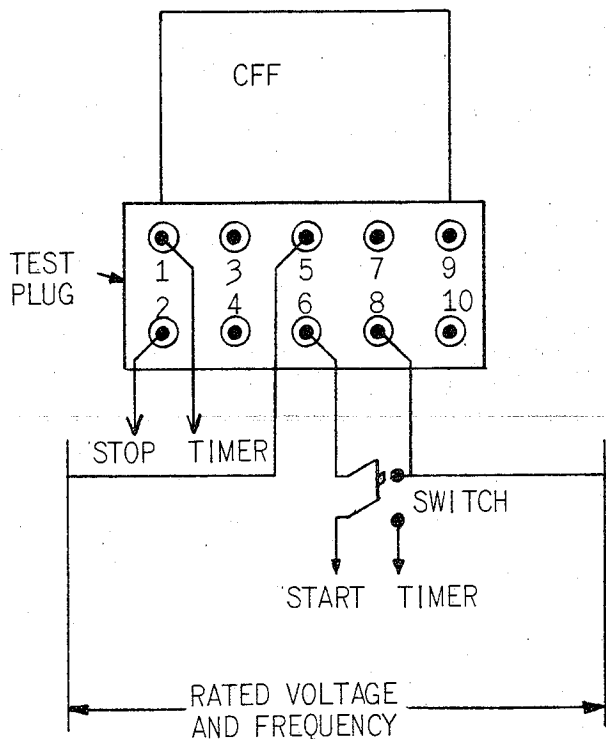 CFF
TEST
PLUG
1 3 5 7 9
2 4 6 8 10
STOP TIMER
SWITCH
START TIMER
RATED VOLTAGE
AND FREQUENCY